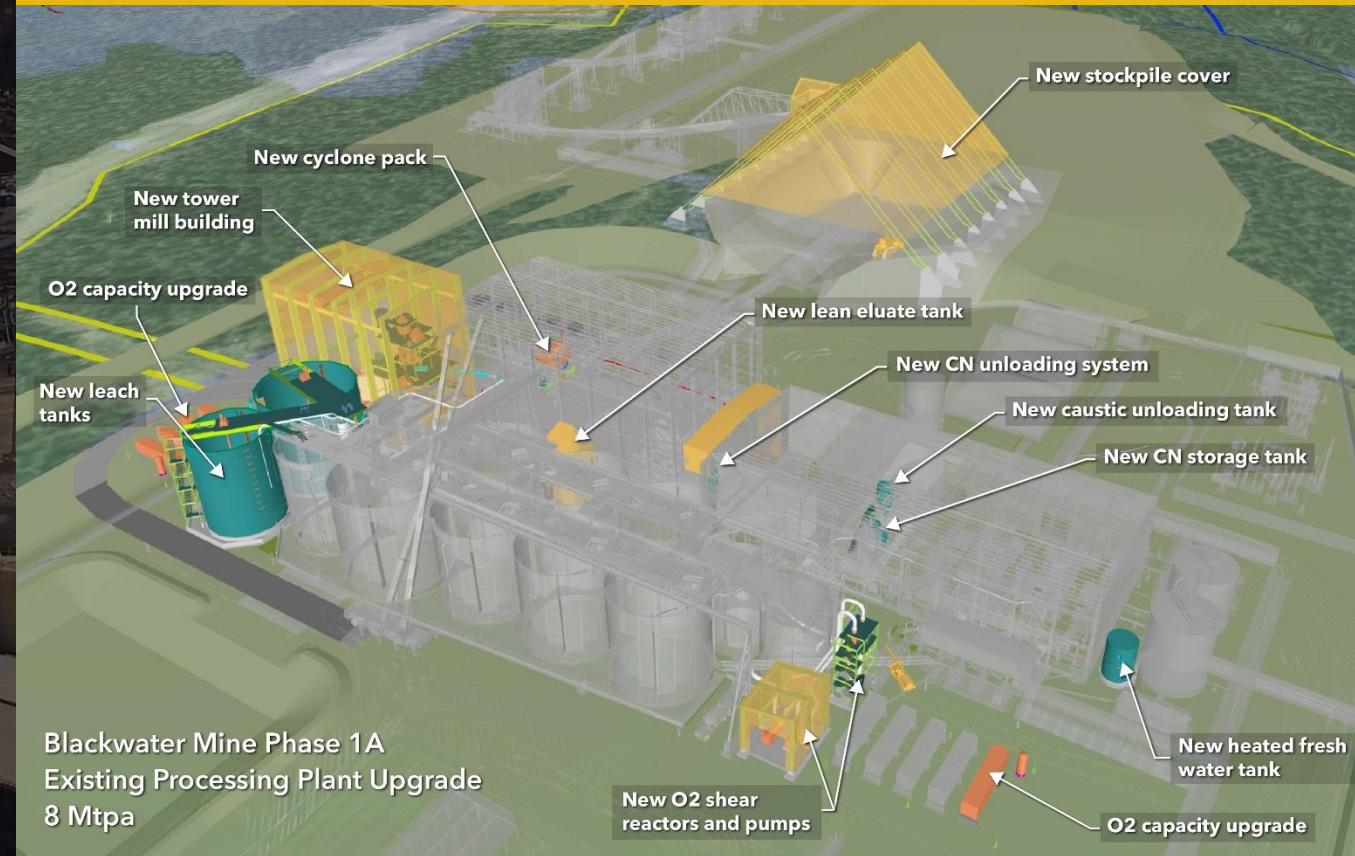 New stockpile cover
New cyclone pack
New tower
mill building
O2 capacity upgrade
New lean eluate tank
New leach
tanks
New CN unloading system
New caustic unloading tank
New CN storage tank
Blackwater Mine Phase 1A
Existing Processing Plant Upgrade
8 Mtpa
New heated fresh
water tank
New O2 shear
reactors and pumps
O2 capacity upgrade